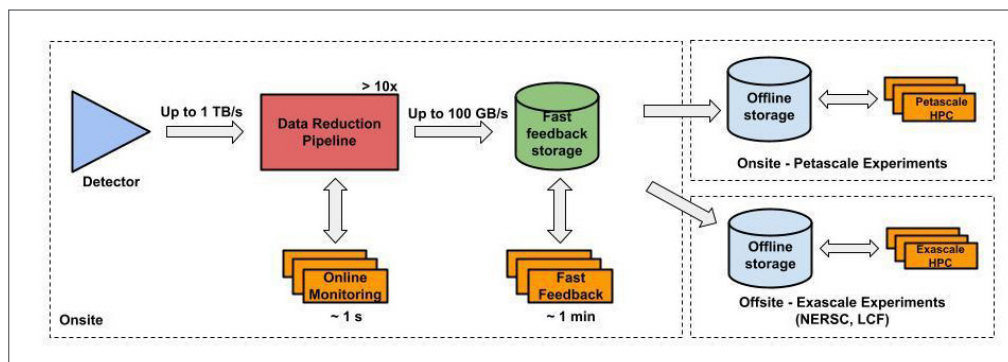 Detector
Up to 1 TB/s
> 10x
Data Reduction
Pipeline
Up to 100 GB/s
Fast
feedback
storage
Online
Monitoring
~ 1 s
Fast
Feedback
~ 1 min
Onsite
Offline
storage
Petascale
HPC
Onsite - Petascale Experiments
Offline
storage
Exascale
HPC
Offsite - Exascale Experiments
(NERSC, LCF)